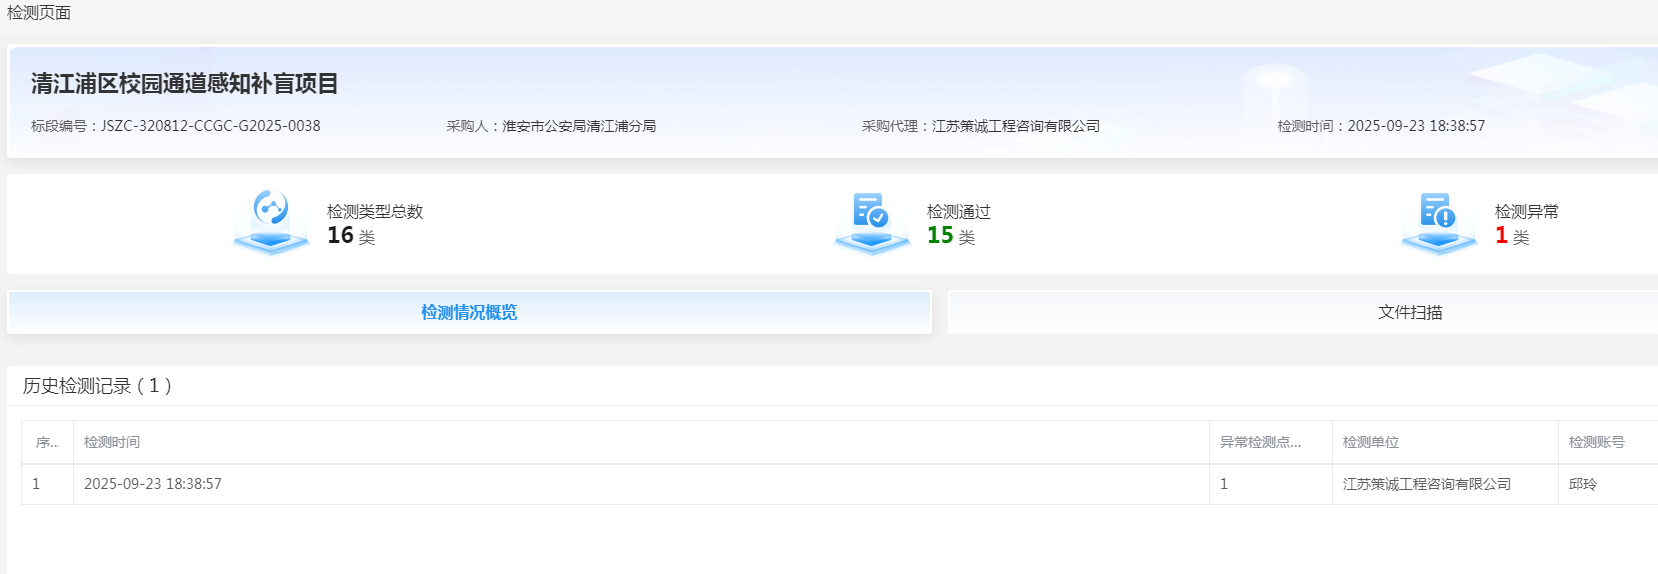 检测页面
清江浦区校园通道感知补盲项目
标段编号：JSZC-320812-CCGC-G2025-0038 采购人：淮安市公安局清江浦分局 采购代理：江苏策诚工程咨询有限公司 检测时间：2025-09-23 18:38:57
检测类型总数 检测通过 检测异常
16 类 15 类 1 类
检测情况概览 文件扫描
历史检测记录（1）
序... 检测时间 异常检测点... 检测单位 检测账号
1 2025-09-23 18:38:57 1 江苏策诚工程咨询有限公司 邱玲